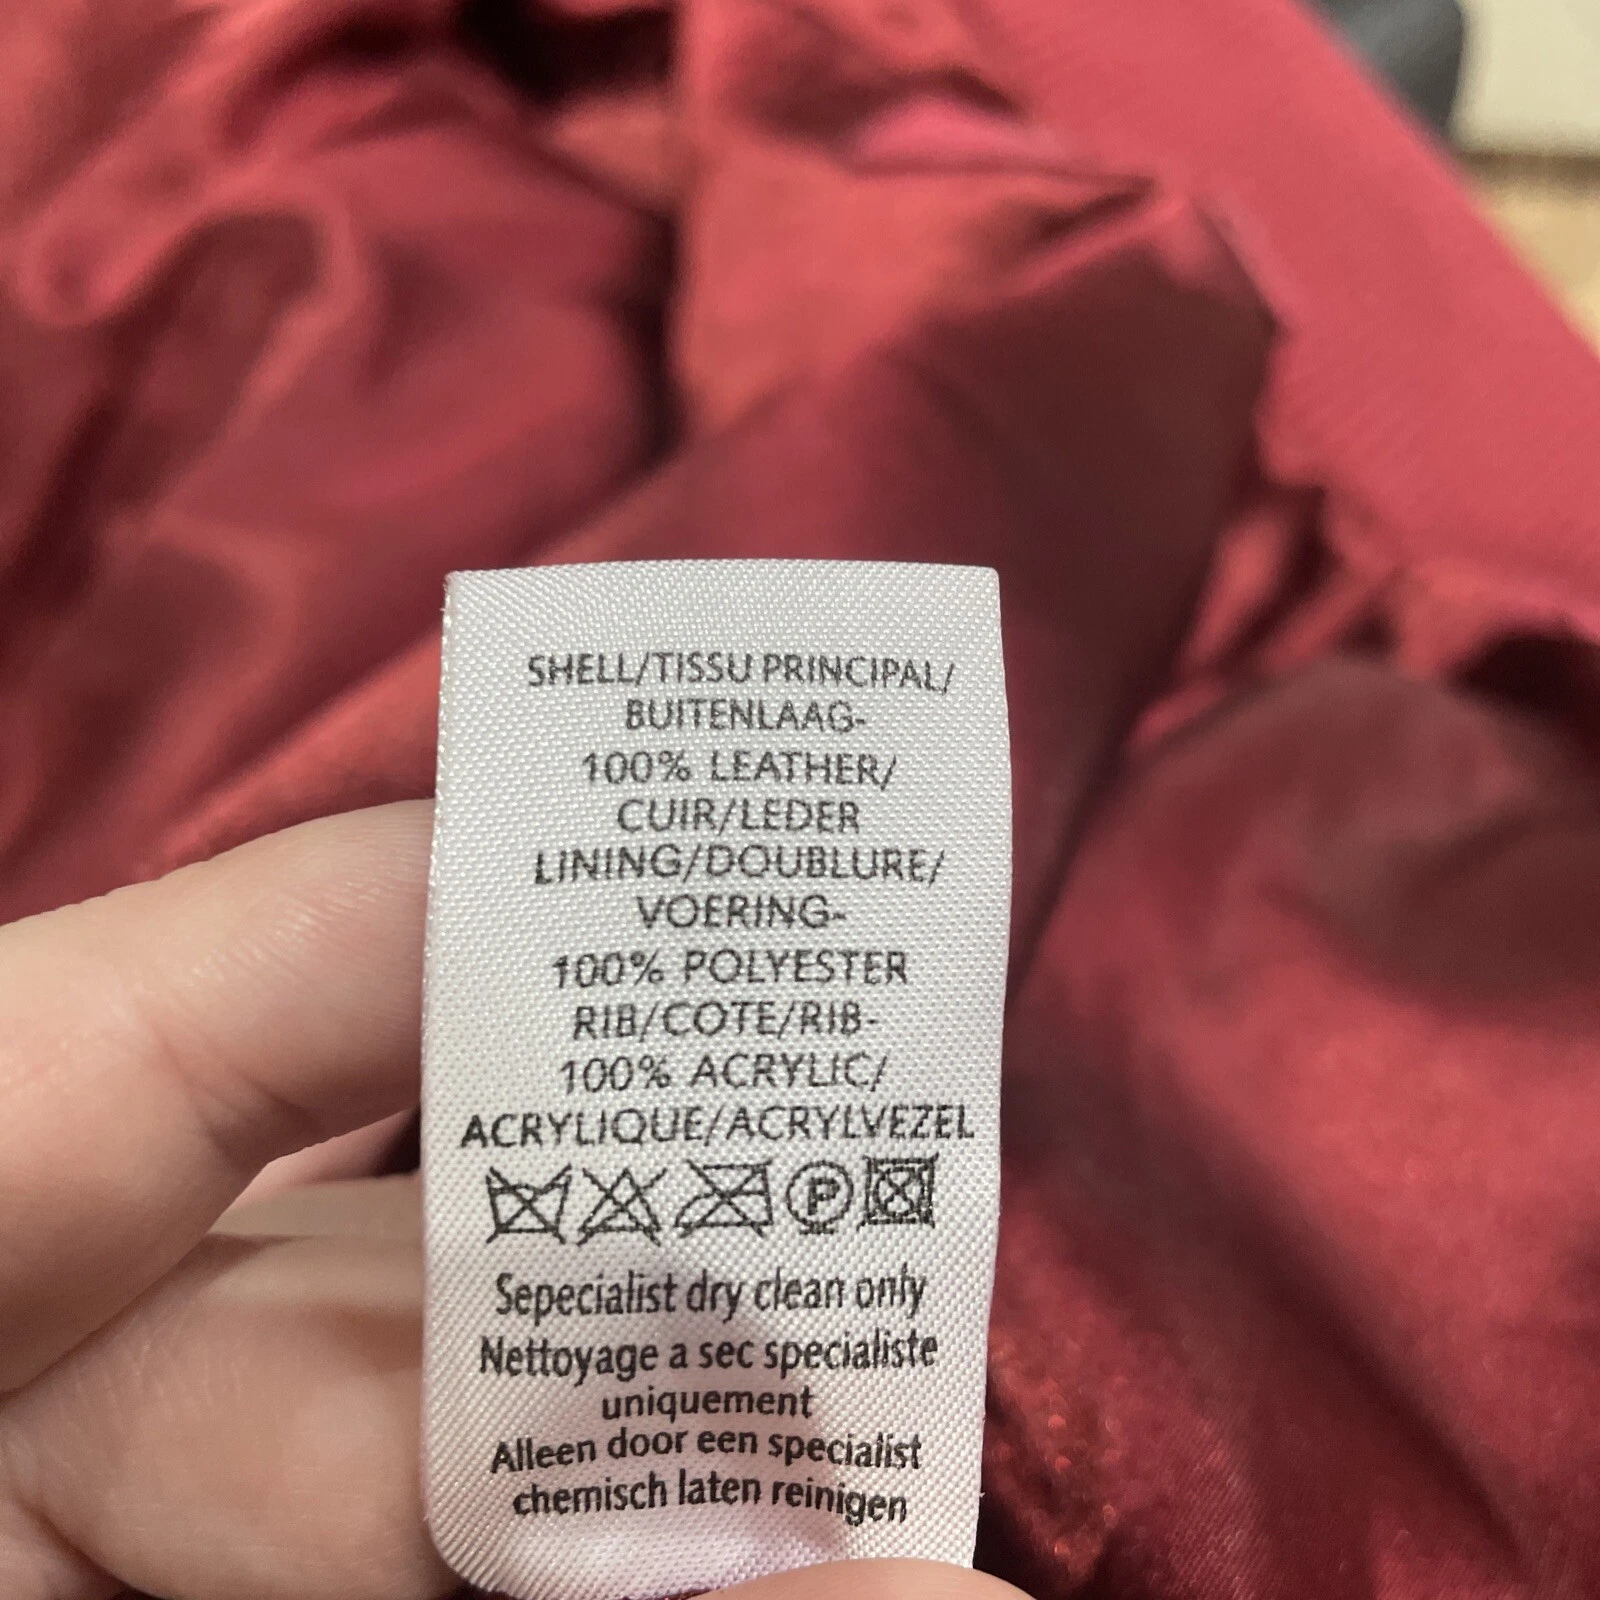 SHELL/TISSU PRINCIPAL/
BUITENLAAG-
100% LEATHER/
CUIR/LEDER
LINING/DOUBLURE/
VOERING-
100% POLYESTER
RIB/COTE/RIB-
100% ACRYLIC/
ACRYLIQUE/ACRYLVEZEL
P
Sepecialist dry clean only
Nettoyage a sec specialiste
uniquement
Alleen door een specialist
chemisch laten reinigen